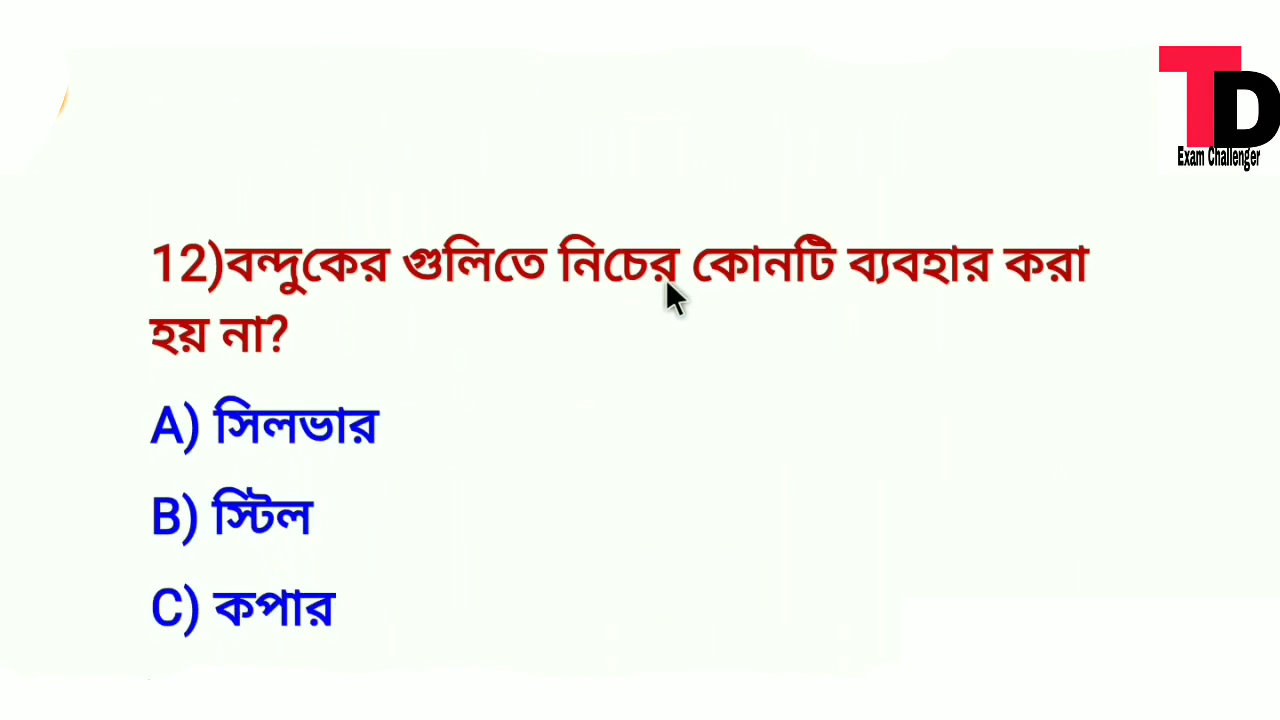 TD
Exam Challenger
12)বন্দুকের গুলিতে নিচের কোনটি ব্যবহার করা
হয় না?
A) সিলভার
B) স্টিল
C) কপার